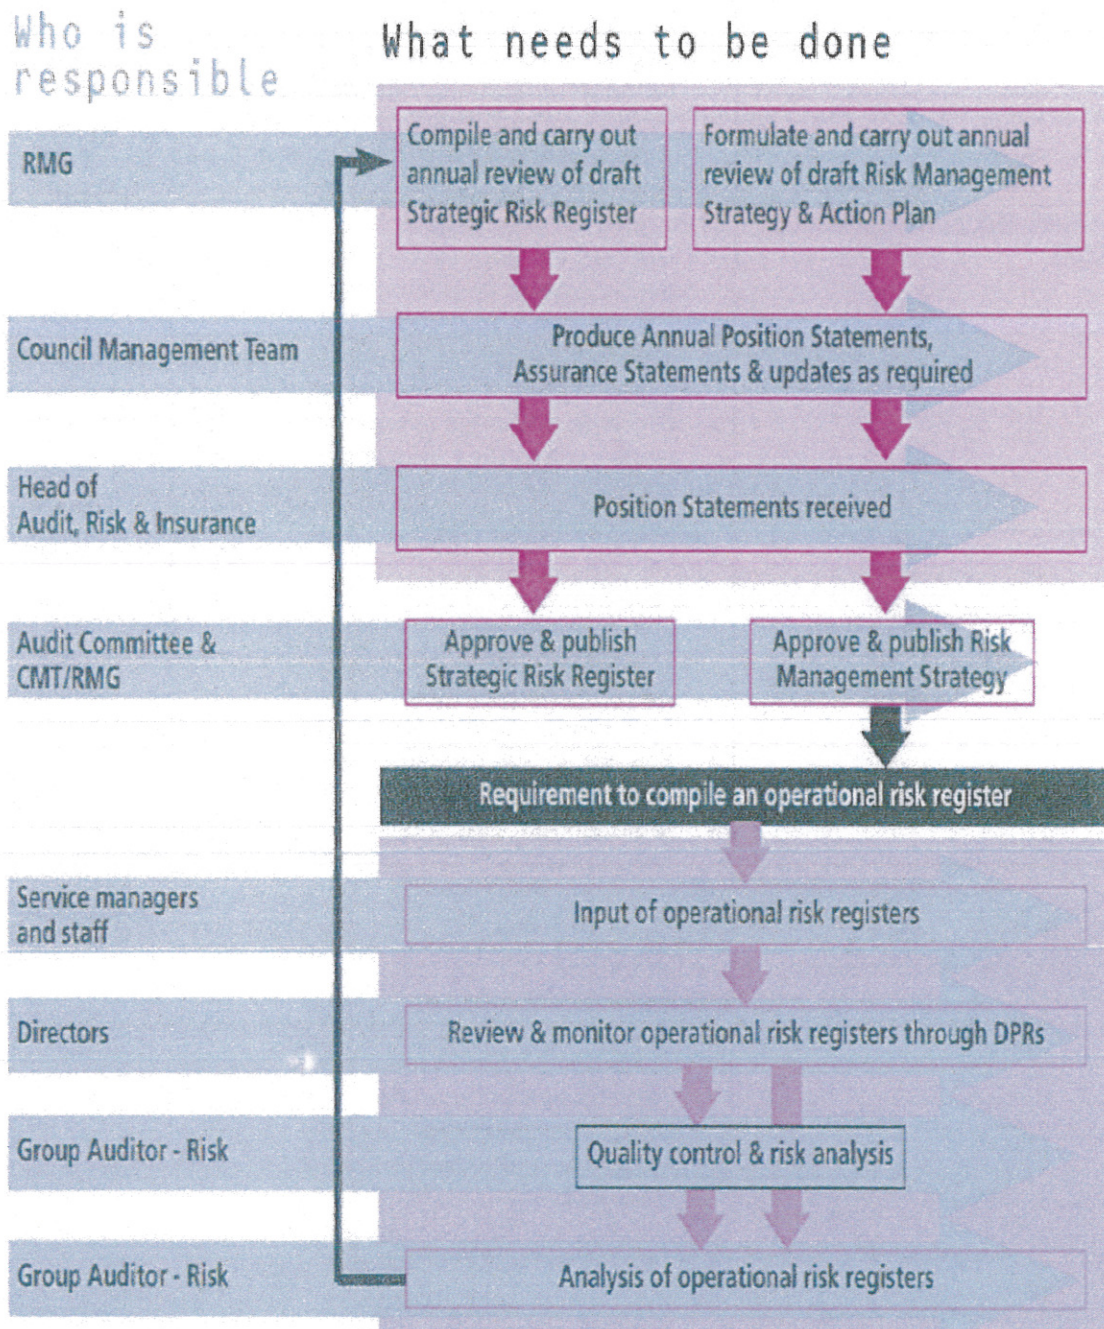 Who is
responsible
What needs to be done
RMG
Compile and carry out
annual review of draft
Strategic Risk Register
Formulate and carry out annual
review of draft Risk Management
Strategy & Action Plan
Council Management Team
Produce Annual Position Statements,
Assurance Statements & updates as required
Head of
Audit, Risk & Insurance
Position Statements received
Audit Committee &
CMT/RMG
Approve & publish
Strategic Risk Register
Approve & publish Risk
Management Strategy
Requirement to compile an operational risk register
Service managers
and staff
Input of operational risk registers
Directors
Review & monitor operational risk registers through DPRs
Group Auditor - Risk
Quality control & risk analysis
Group Auditor - Risk
Analysis of operational risk registers